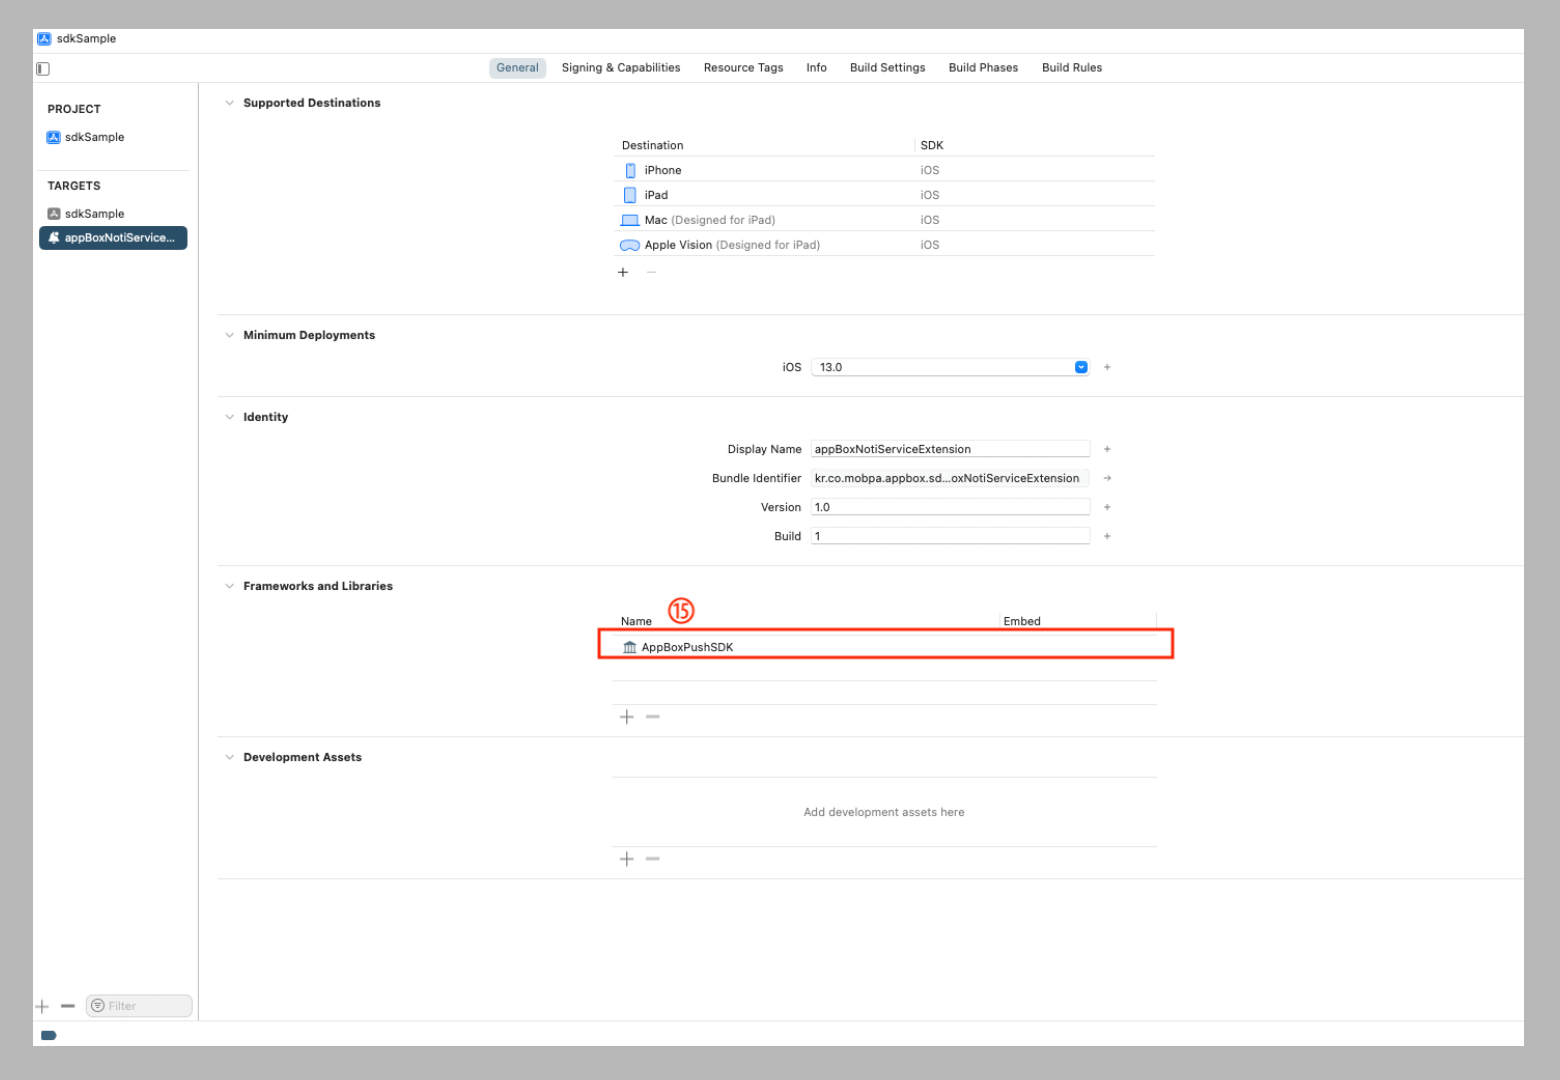 sdkSample
General Signing & Capabilities Resource Tags Info Build Settings Build Phases Build Rules
PROJECT
sdkSample
TARGETS
sdkSample
appBoxNotiService...
Filter
Supported Destinations
Destination SDK
iPhone iOS
iPad iOS
Mac (Designed for iPad) iOS
Apple Vision (Designed for iPad) iOS
Minimum Deployments
iOS 13.0
Identity
Display Name appBoxNotiServiceExtension
Bundle Identifier kr.co.mobpa.appbox.sd...oxNotiServiceExtension
Version 1.0
Build 1
Frameworks and Libraries
⑮
Name Embed
AppBoxPushSDK
Development Assets
Add development assets here